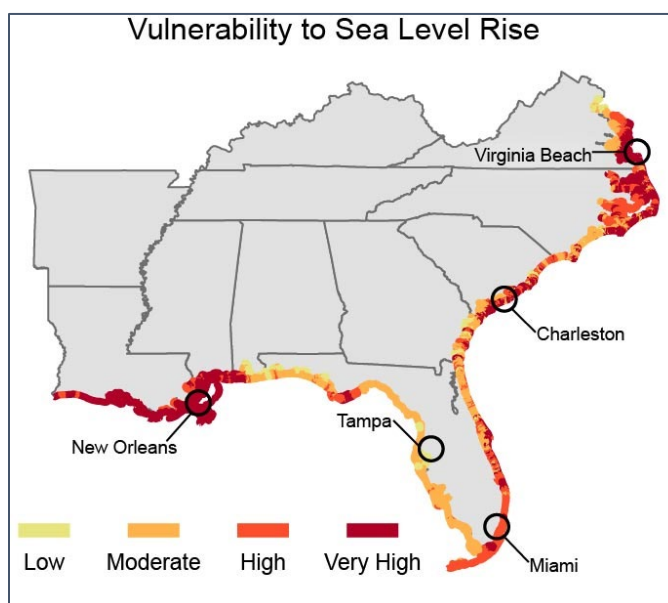 Vulnerability to Sea Level Rise
Virginia Beach
Charleston
Tampa
New Orleans
Miami
Low
Moderate
High
Very High